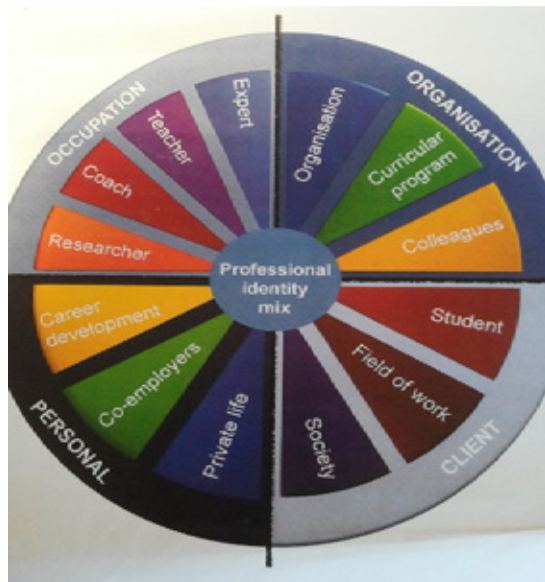 OCCUPATION
Expert
Teacher
Coach
Researcher
ORGANISATION
Organisation
Curricular
program
Colleagues
Professional
identity
mix
PERSONAL
Career
development
Co-employers
Private life
CLIENT
Student
Field of work
Society